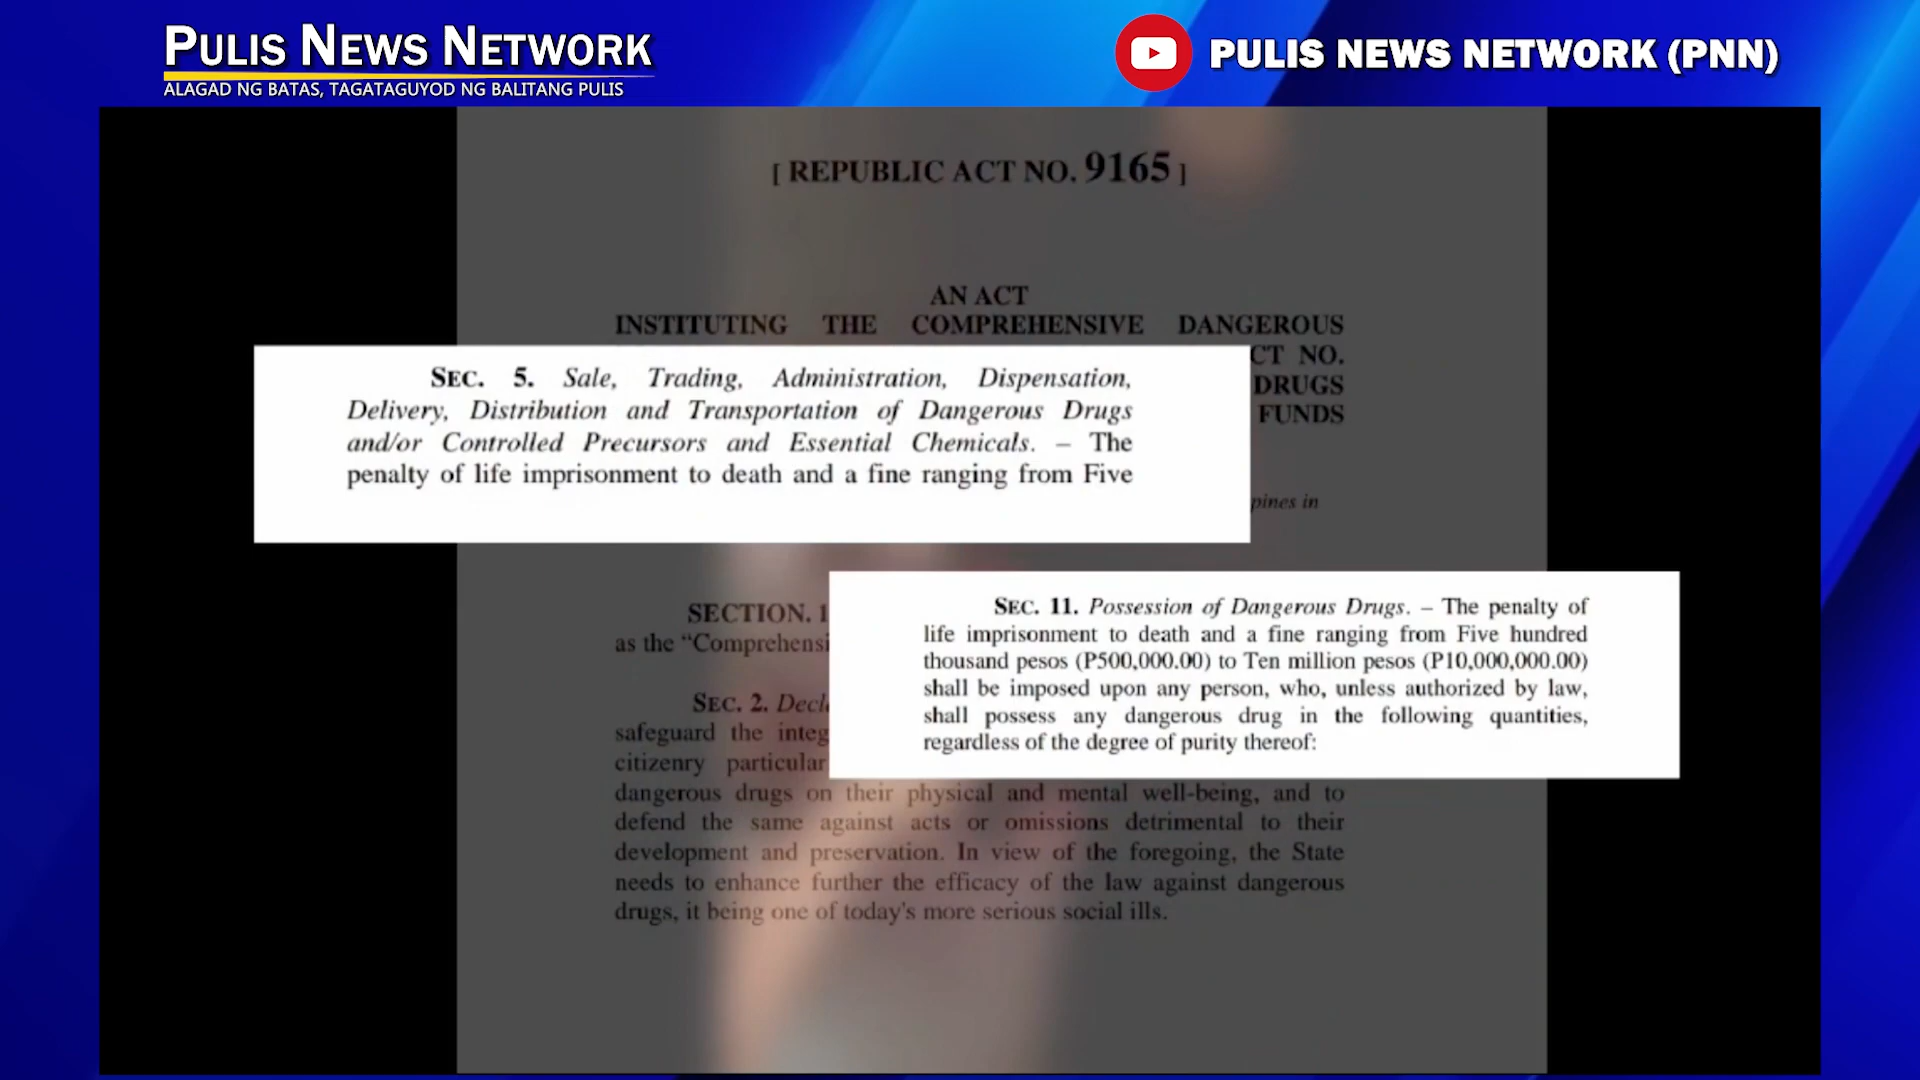 PULIS NEWS NETWORK
ALAGAD NG BATAS, TAGATAGUYOD NG BALITANG PULIS
PULIS NEWS NETWORK (PNN)
[ REPUBLIC ACT NO. 9165 ]
AN ACT
INSTITUTING THE COMPREHENSIVE DANGEROUS
CT NO.
DRUGS
FUNDS
SEC. 5. Sale, Trading, Administration, Dispensation,
Delivery, Distribution and Transportation of Dangerous Drugs
and/or Controlled Precursors and Essential Chemicals. – The
penalty of life imprisonment to death and a fine ranging from Five
pines in
SEC. 11. Possession of Dangerous Drugs. – The penalty of
life imprisonment to death and a fine ranging from Five hundred
thousand pesos (P500,000.00) to Ten million pesos (P10,000,000.00)
shall be imposed upon any person, who, unless authorized by law,
shall possess any dangerous drug in the following quantities,
regardless of the degree of purity thereof:
SECTION. 1
as the “Comprehensi
SEC. 2. Decl
safeguard the integ
citizenry particular
dangerous drugs on their physical and mental well-being, and to
defend the same against acts or omissions detrimental to their
development and preservation. In view of the foregoing, the State
needs to enhance further the efficacy of the law against dangerous
drugs, it being one of today's more serious social ills.